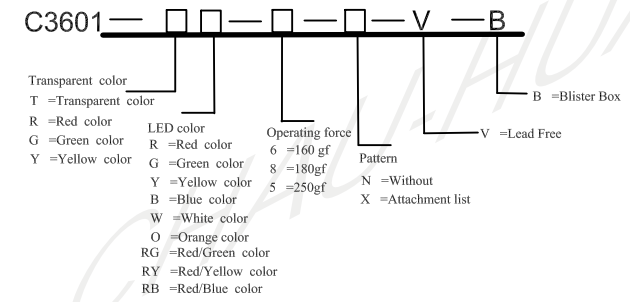 C3601— □ □ — □ — □ — V — B
Transparent color
T =Transparent color
R =Red color
G =Green color
Y =Yellow color
LED color
R =Red color
G =Green color
Y =Yellow color
B =Blue color
W =White color
O =Orange color
RG =Red/Green color
RY =Red/Yellow color
RB =Red/Blue color
Operating force
6 =160 gf
8 =180gf
5 =250gf
Pattern
N =Without
X =Attachment list
V =Lead Free
B =Blister Box
CHAU-HU